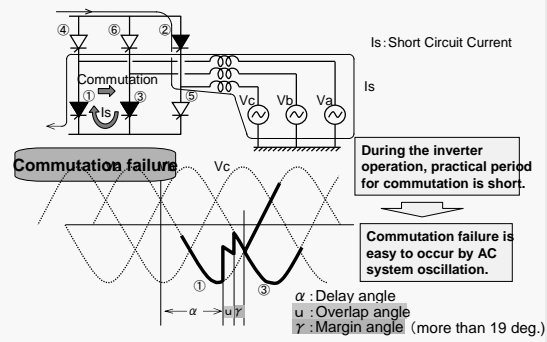 ④ ⑥ ②
Is:Short Circuit Current
Commutation
Is
① ③ ⑤
Is
Vc Vb Va
Commutation failure
Vc
During the inverter
operation, practical period
for commutation is short.
Commutation failure is
easy to occur by AC
system oscillation.
① ③
α u γ
α:Delay angle
u:Overlap angle
γ:Margin angle (more than 19 deg.)